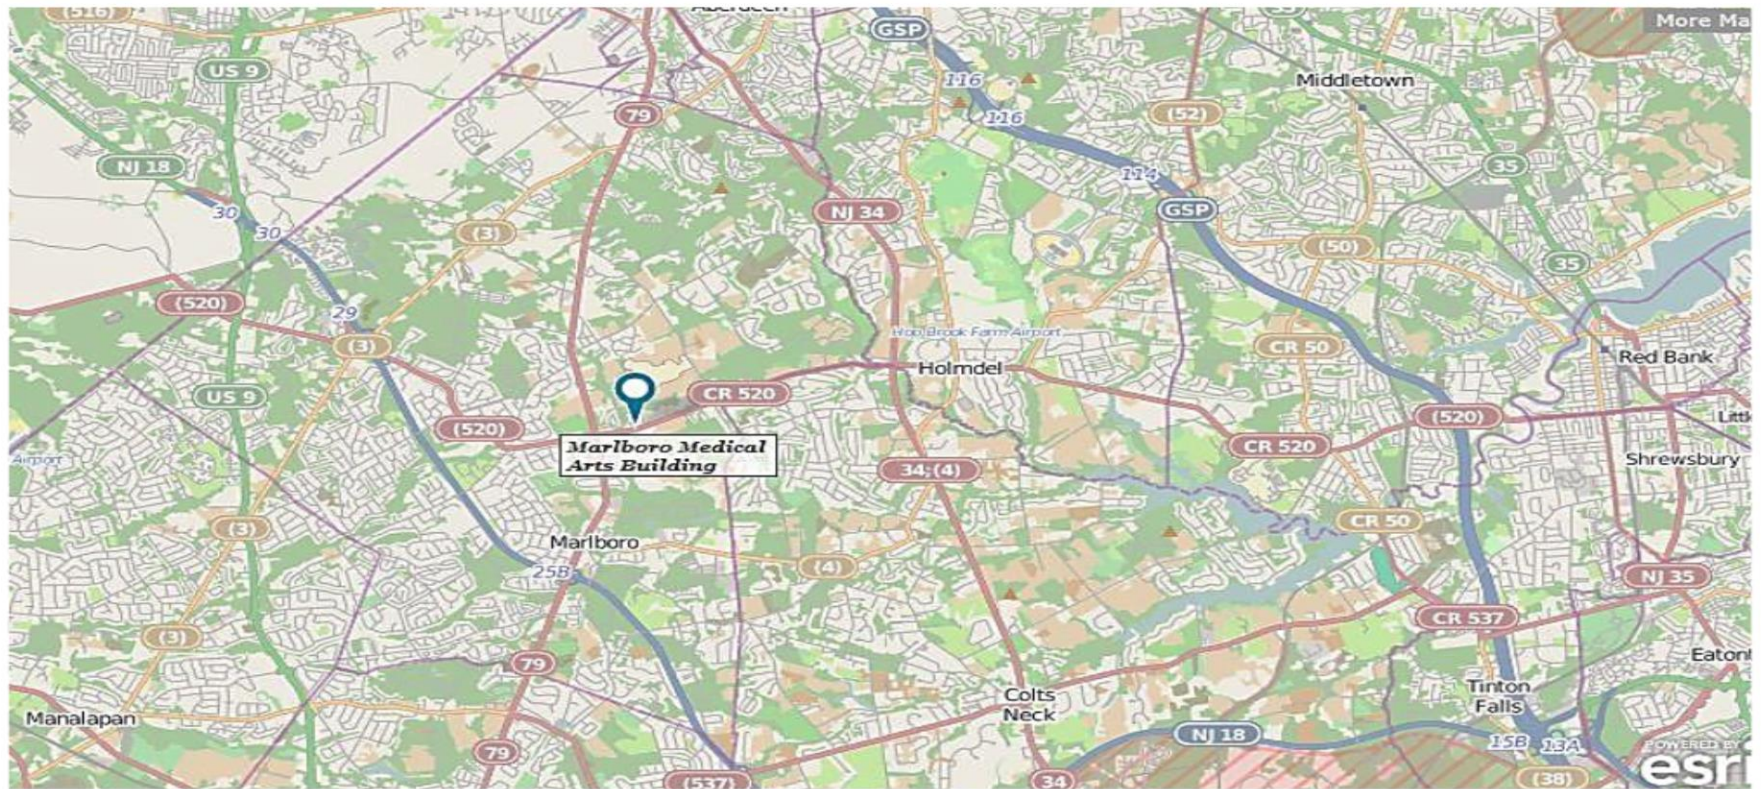 (516)
Aberdeen
GSP
35
More Ma
US 9
116
Middletown
79
116
(52)
NJ 18
114
35
30
NJ 34
GSP
30
(3)
(50)
35
(520)
29
Hop Brook Farm Airport
(3)
CR 50
Red Bank
Holmdel
US 9
CR 520
(520)
Littl
(520)
CR 520
Marlboro Medical
Arts Building
Airport
34;(4)
Shrewsbury
(3)
CR 50
Marlboro
(4)
25B
NJ 35
(3)
CR 537
79
Eatont
Colts
Neck
Tinton
Falls
Manalapan
79
NJ 18
15B
13A
POWERED BY
esri
(537)
34
(38)